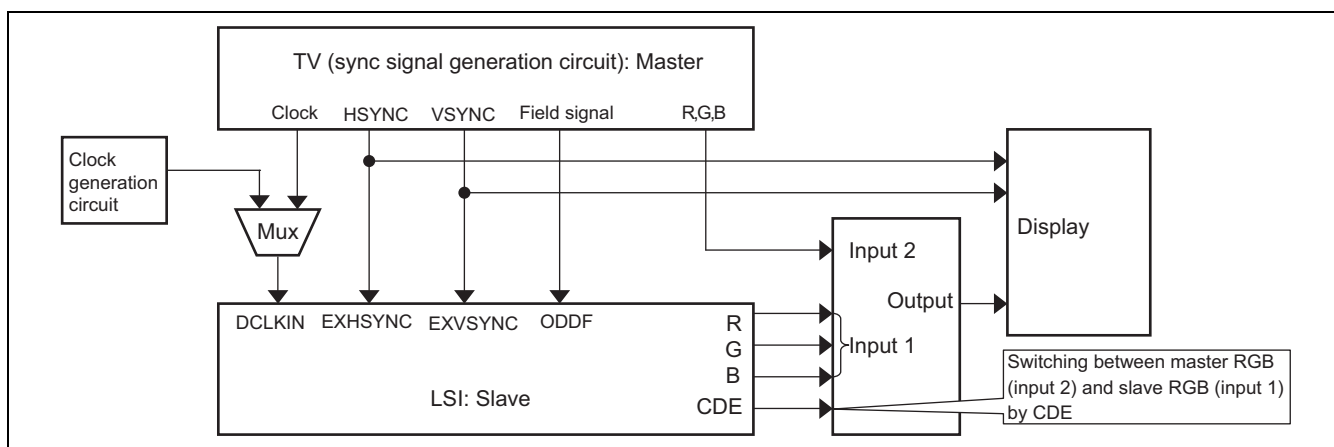 TV (sync signal generation circuit): Master
Clock HSYNC VSYNC Field signal R,G,B
Clock
generation
circuit
Mux
Display
Input 2
Output
Input 1
DCLKIN EXHSYNC EXVSYNC ODDF
R
G
B
CDE
LSI: Slave
Switching between master RGB
(input 2) and slave RGB (input 1)
by CDE